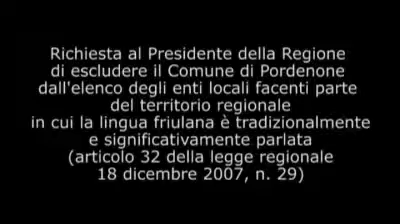 Richiesta al Presidente della Regione
di escludere il Comune di Pordenone
dall'elenco degli enti locali facenti parte
del territorio regionale
in cui la lingua friulana è tradizionalmente
e significativamente parlata
(articolo 32 della legge regionale
18 dicembre 2007, n. 29)